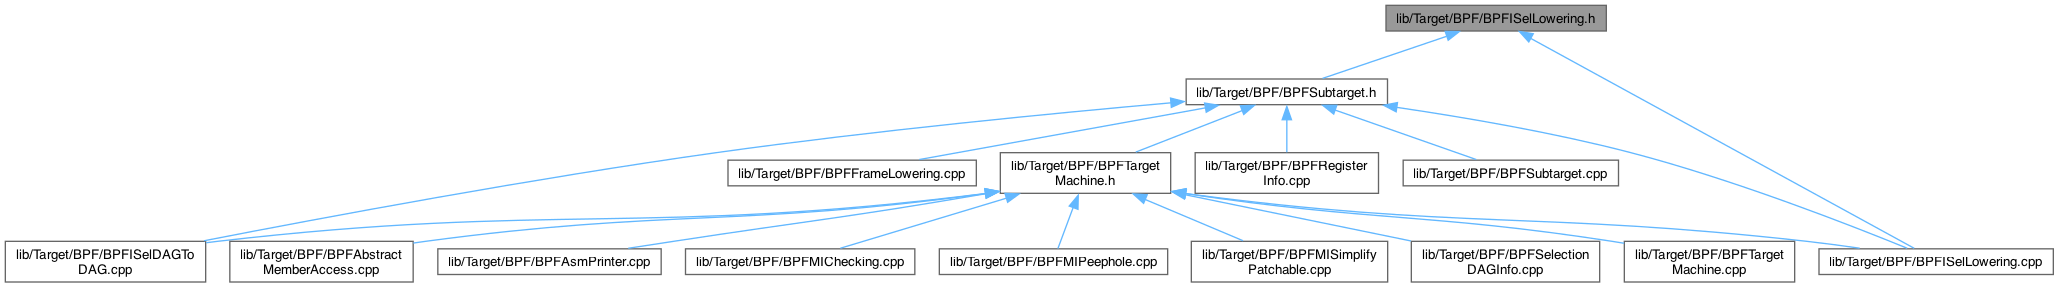 lib/Target/BPF/BPFISelLowering.h
lib/Target/BPF/BPFSubtarget.h
lib/Target/BPF/BPFFrameLowering.cpp
lib/Target/BPF/BPFTarget
Machine.h
lib/Target/BPF/BPFRegister
Info.cpp
lib/Target/BPF/BPFSubtarget.cpp
lib/Target/BPF/BPFISelDAGTo
DAG.cpp
lib/Target/BPF/BPFAbstract
MemberAccess.cpp
lib/Target/BPF/BPFAsmPrinter.cpp
lib/Target/BPF/BPFMIChecking.cpp
lib/Target/BPF/BPFMIPeephole.cpp
lib/Target/BPF/BPFMISimplify
Patchable.cpp
lib/Target/BPF/BPFSelection
DAGInfo.cpp
lib/Target/BPF/BPFTarget
Machine.cpp
lib/Target/BPF/BPFISelLowering.cpp